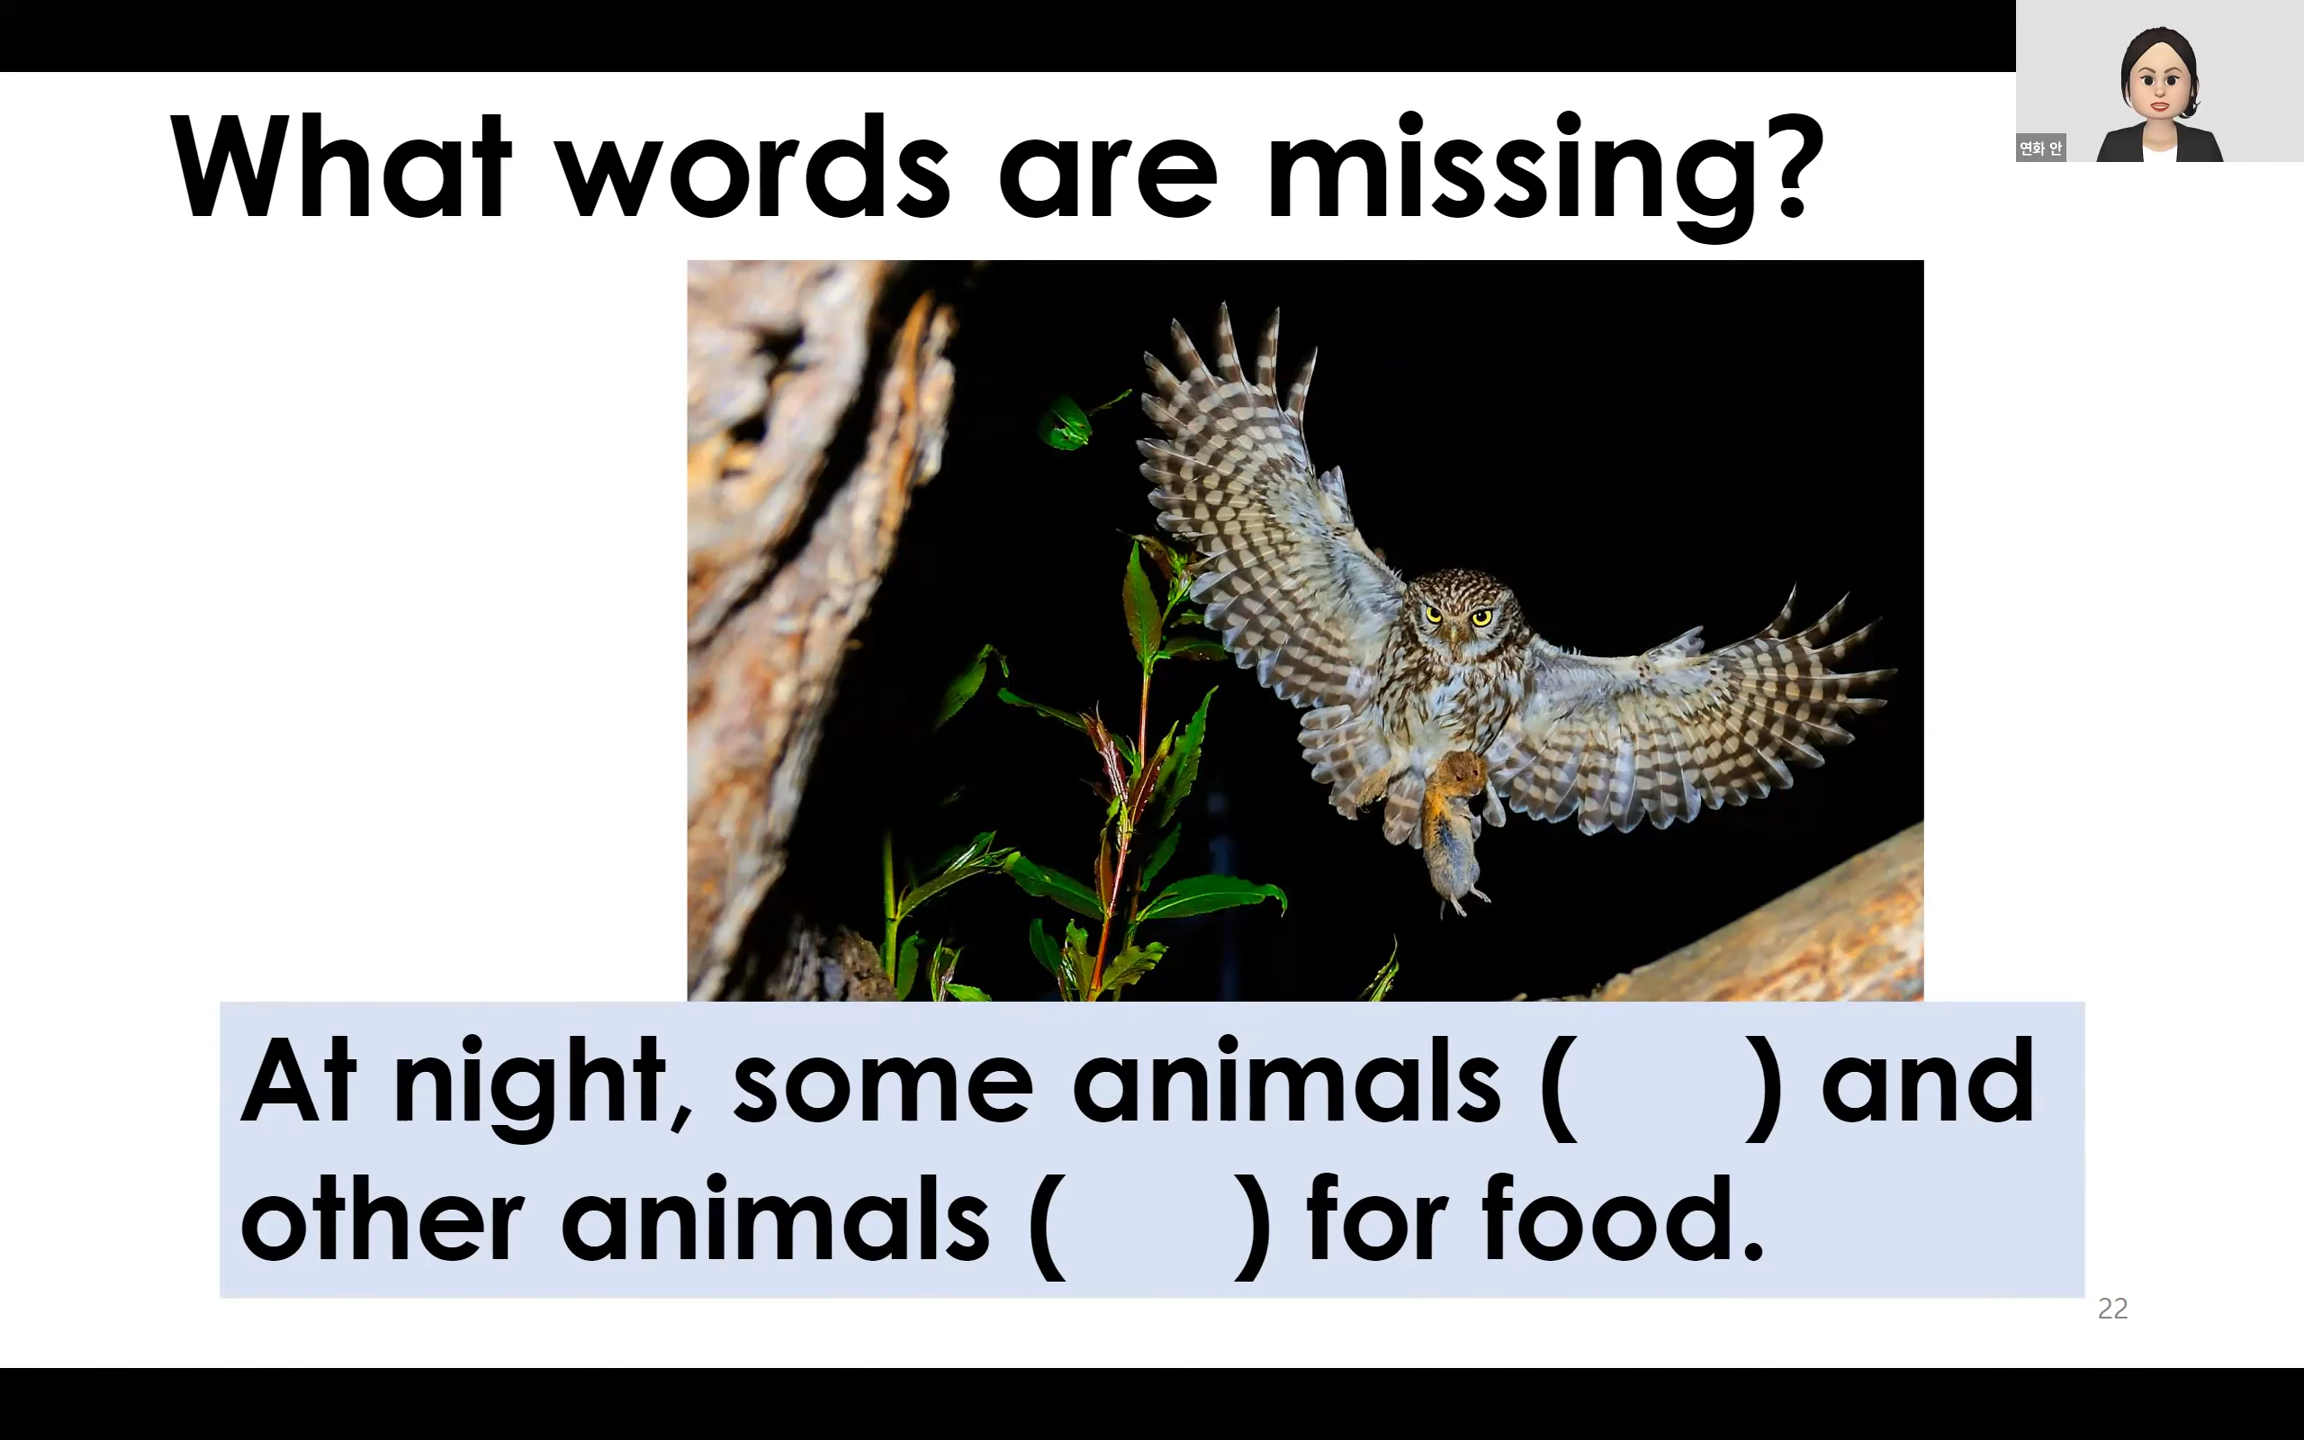 What words are missing?
연화 안
At night, some animals (     ) and
other animals (     ) for food.
22